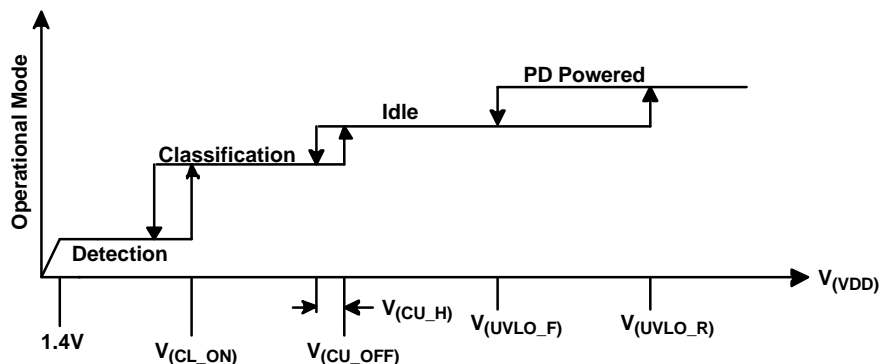 Operational Mode
PD Powered
Idle
Classification
Detection
V(VDD)
1.4V
V(CL_ON)
V(CU_H)
V(CU_OFF)
V(UVLO_F)
V(UVLO_R)